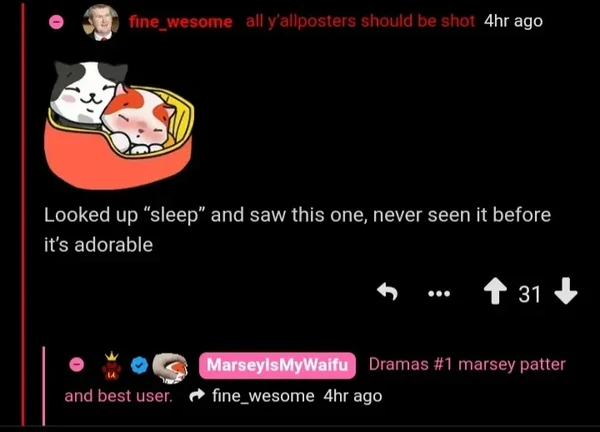 fine_wesome all y'allposters should be shot 4hr ago
Looked up “sleep” and saw this one, never seen it before
it's adorable
31
MarseyIsMyWaifu Dramas #1 marsey patter
and best user. fine_wesome 4hr ago